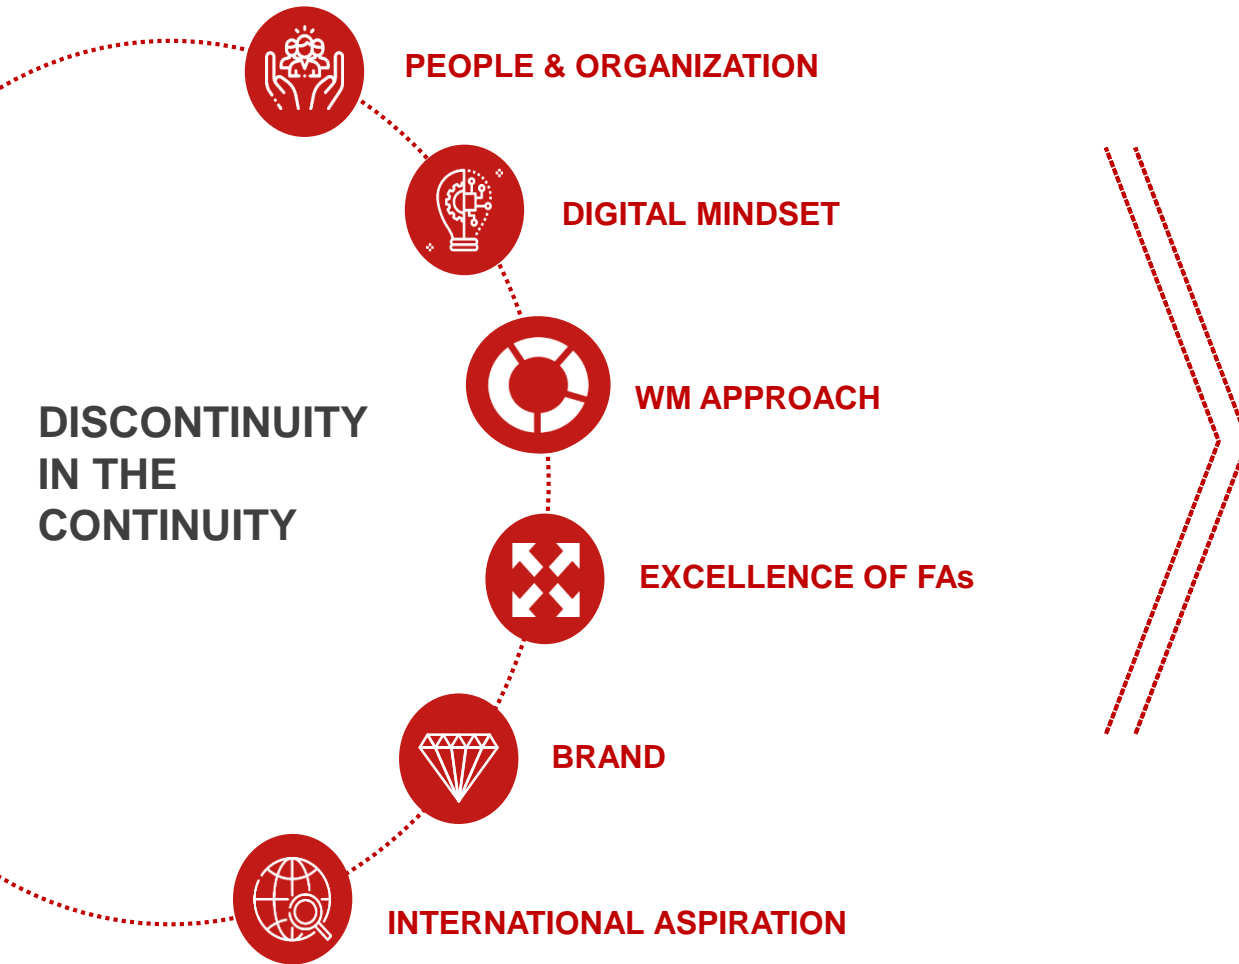 PEOPLE & ORGANIZATION
DIGITAL MINDSET
WM APPROACH
DISCONTINUITY
IN THE
CONTINUITY
EXCELLENCE OF FAs
BRAND
INTERNATIONAL ASPIRATION